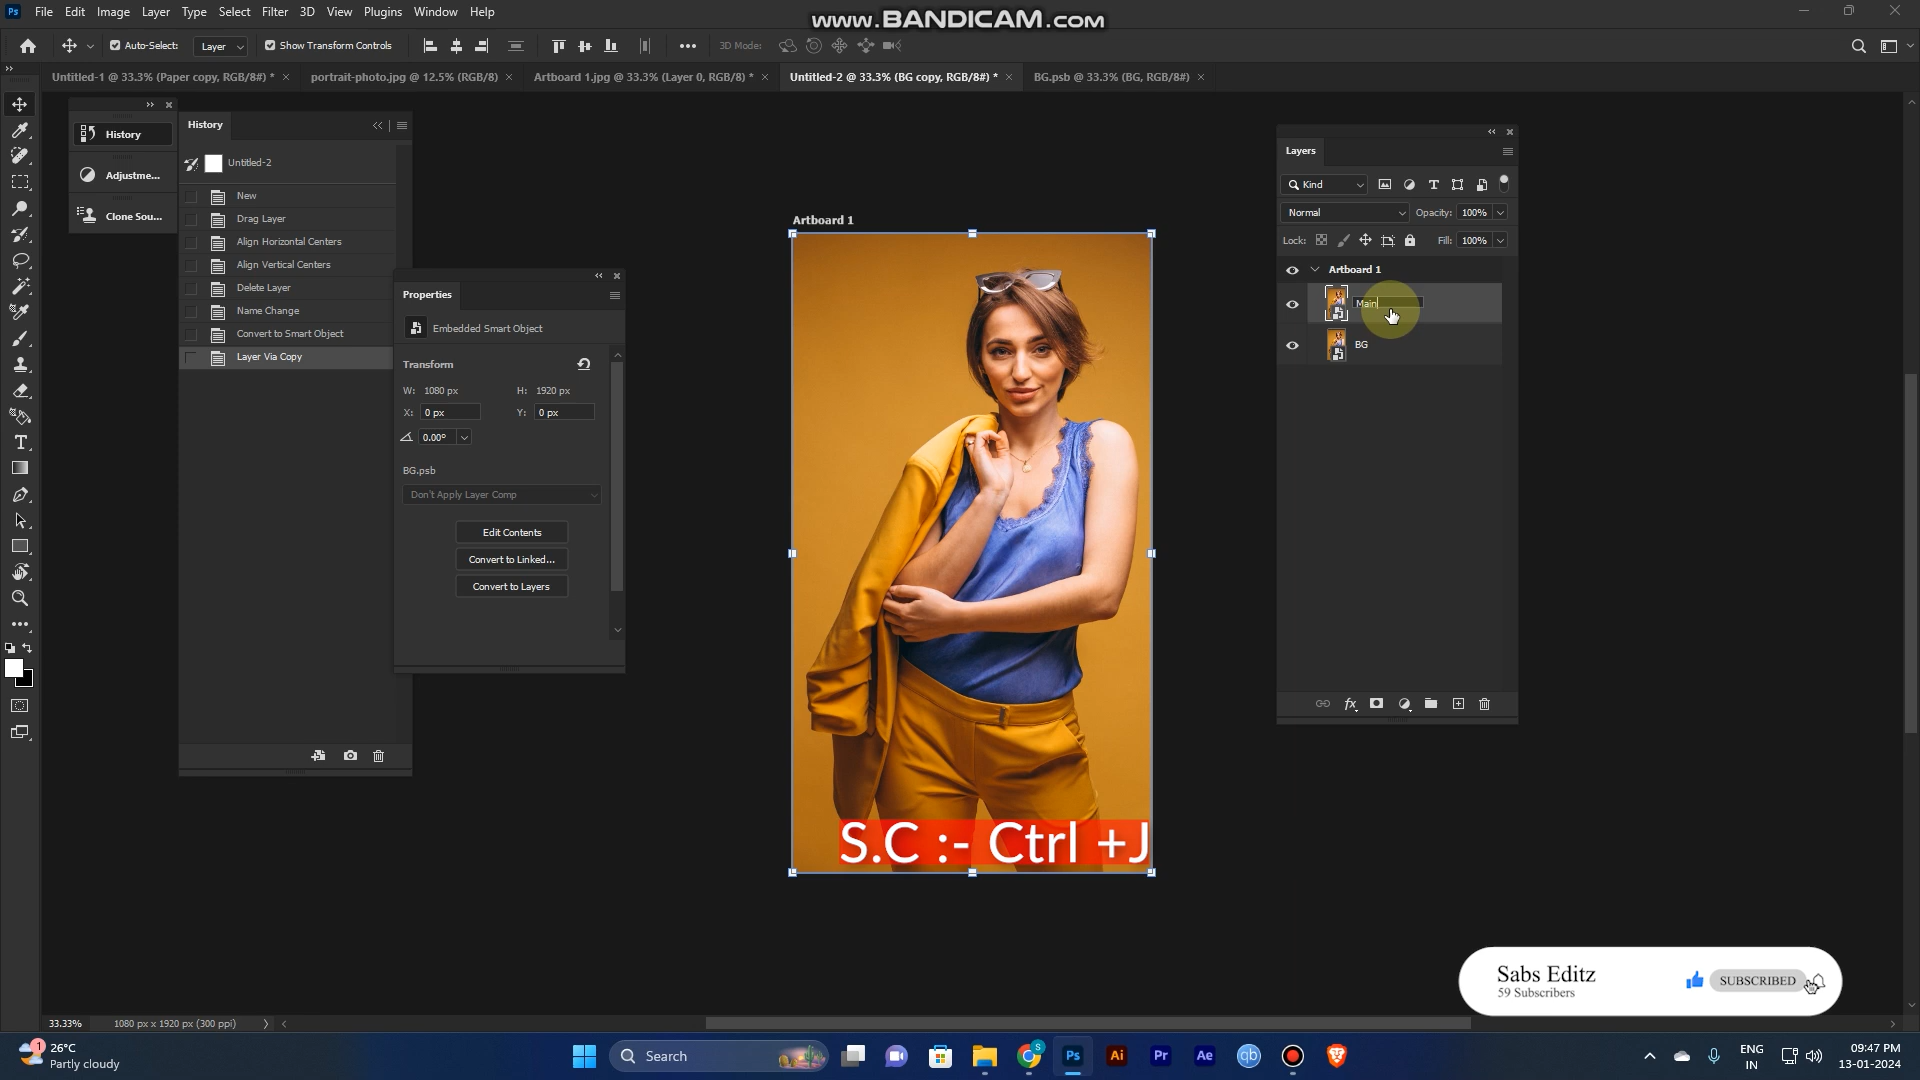 File Edit Image Layer Type Select Filter 3D View Plugins Window Help
www.BANDICAM.com
Auto-Select: Layer Show Transform Controls 3D Mode:
Untitled-1 @ 33.3% (Paper copy, RGB/8#) * portrait-photo.jpg @ 12.5% (RGB/8) Artboard 1.jpg @ 33.3% (Layer 0, RGB/8) * Untitled-2 @ 33.3% (BG copy, RGB/8#) * BG.psb @ 33.3% (BG, RGB/8#)
History
Adjustme...
Clone Sou...
History
Untitled-2
New
Drag Layer
Align Horizontal Centers
Align Vertical Centers
Delete Layer
Name Change
Convert to Smart Object
Layer Via Copy
Properties
Embedded Smart Object
Transform
W: 1080 px H: 1920 px
X: 0 px Y: 0 px
0.00°
BG.psb
Don't Apply Layer Comp
Edit Contents
Convert to Linked...
Convert to Layers
Artboard 1
S.C :- Ctrl +J
Layers
Kind
Normal Opacity: 100%
Lock: Fill: 100%
Artboard 1
Main
BG
Sabs Editz
59 Subscribers
SUBSCRIBED
33.33% 1080 px x 1920 px (300 ppi)
1
26°C
Partly cloudy
Search
S
Ps Ai Pr Ae qb
ENG
IN
09:47 PM
13-01-2024